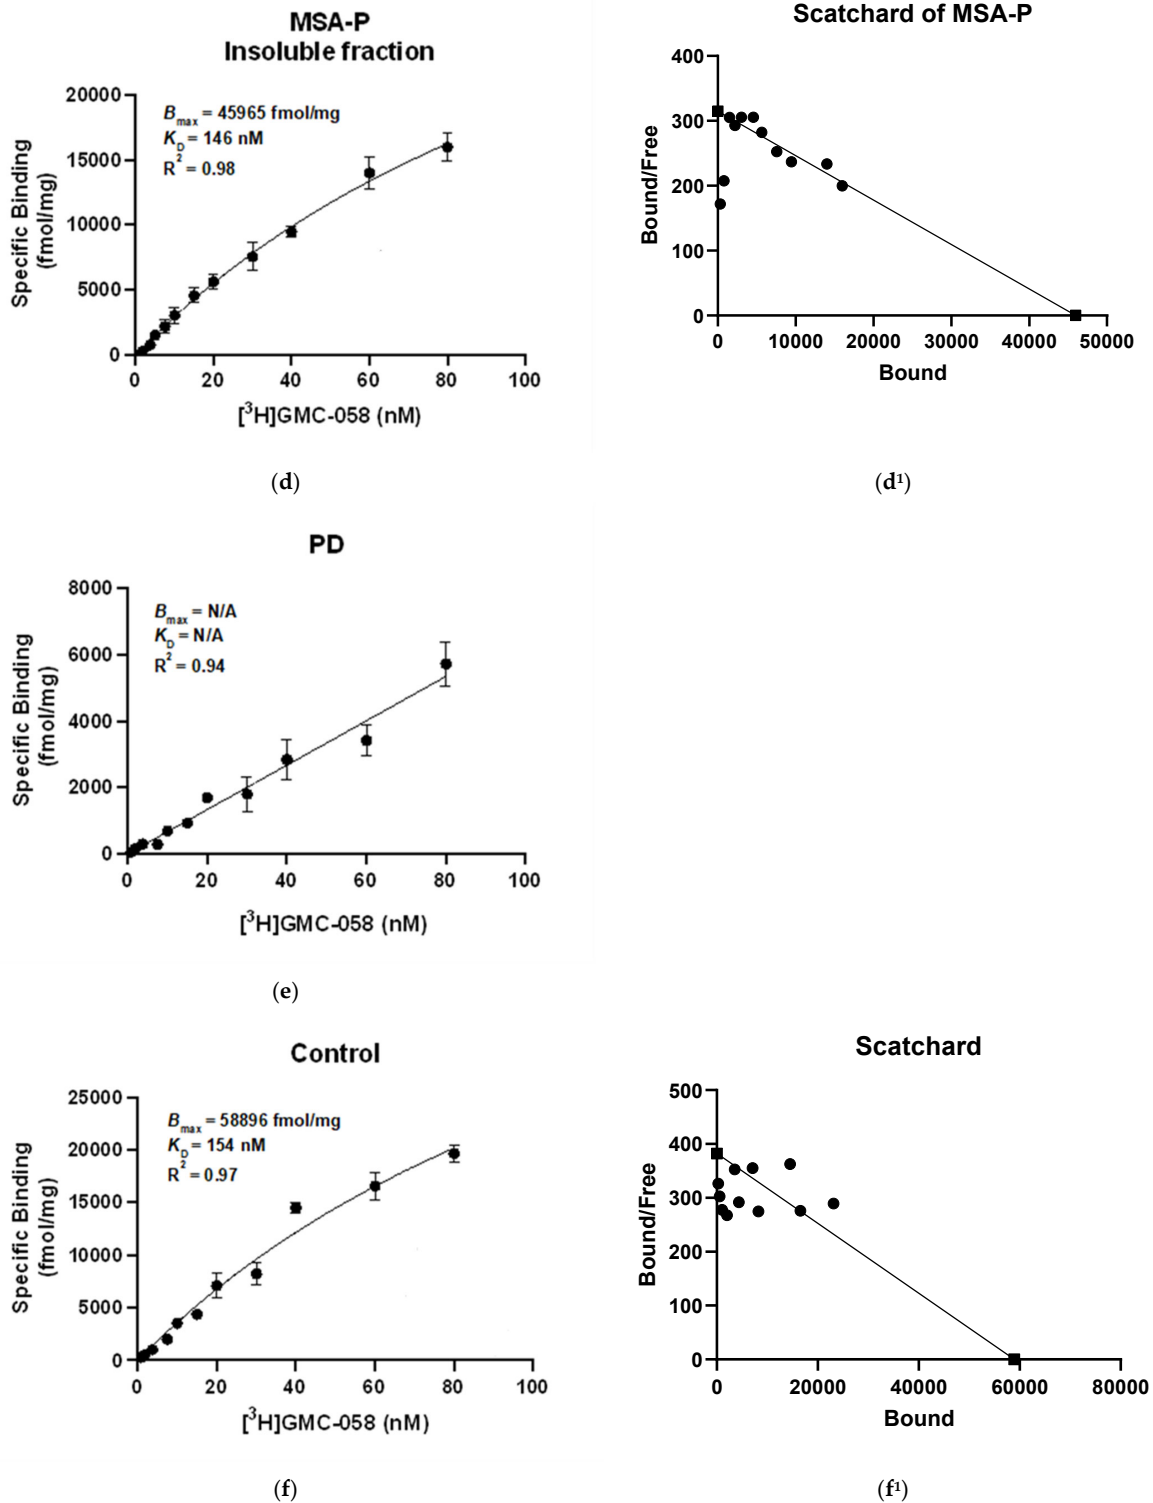 MSA-P
Insoluble fraction
20000
15000
10000
5000
0
Specific Binding
(fmol/mg)
Bmax = 45965 fmol/mg
KD = 146 nM
R2 = 0.98
0 20 40 60 80 100
[3H]GMC-058 (nM)
(d)
Scatchard of MSA-P
400
300
200
100
0
Bound/Free
0 10000 20000 30000 40000 50000
Bound
(d1)
PD
8000
6000
4000
2000
0
Specific Binding
(fmol/mg)
Bmax = N/A
KD = N/A
R2 = 0.94
0 20 40 60 80 100
[3H]GMC-058 (nM)
(e)
Control
25000
20000
15000
10000
5000
0
Specific Binding
(fmol/mg)
Bmax = 58896 fmol/mg
KD = 154 nM
R2 = 0.97
0 20 40 60 80 100
[3H]GMC-058 (nM)
(f)
Scatchard
500
400
300
200
100
0
Bound/Free
0 20000 40000 60000 80000
Bound
(f1)